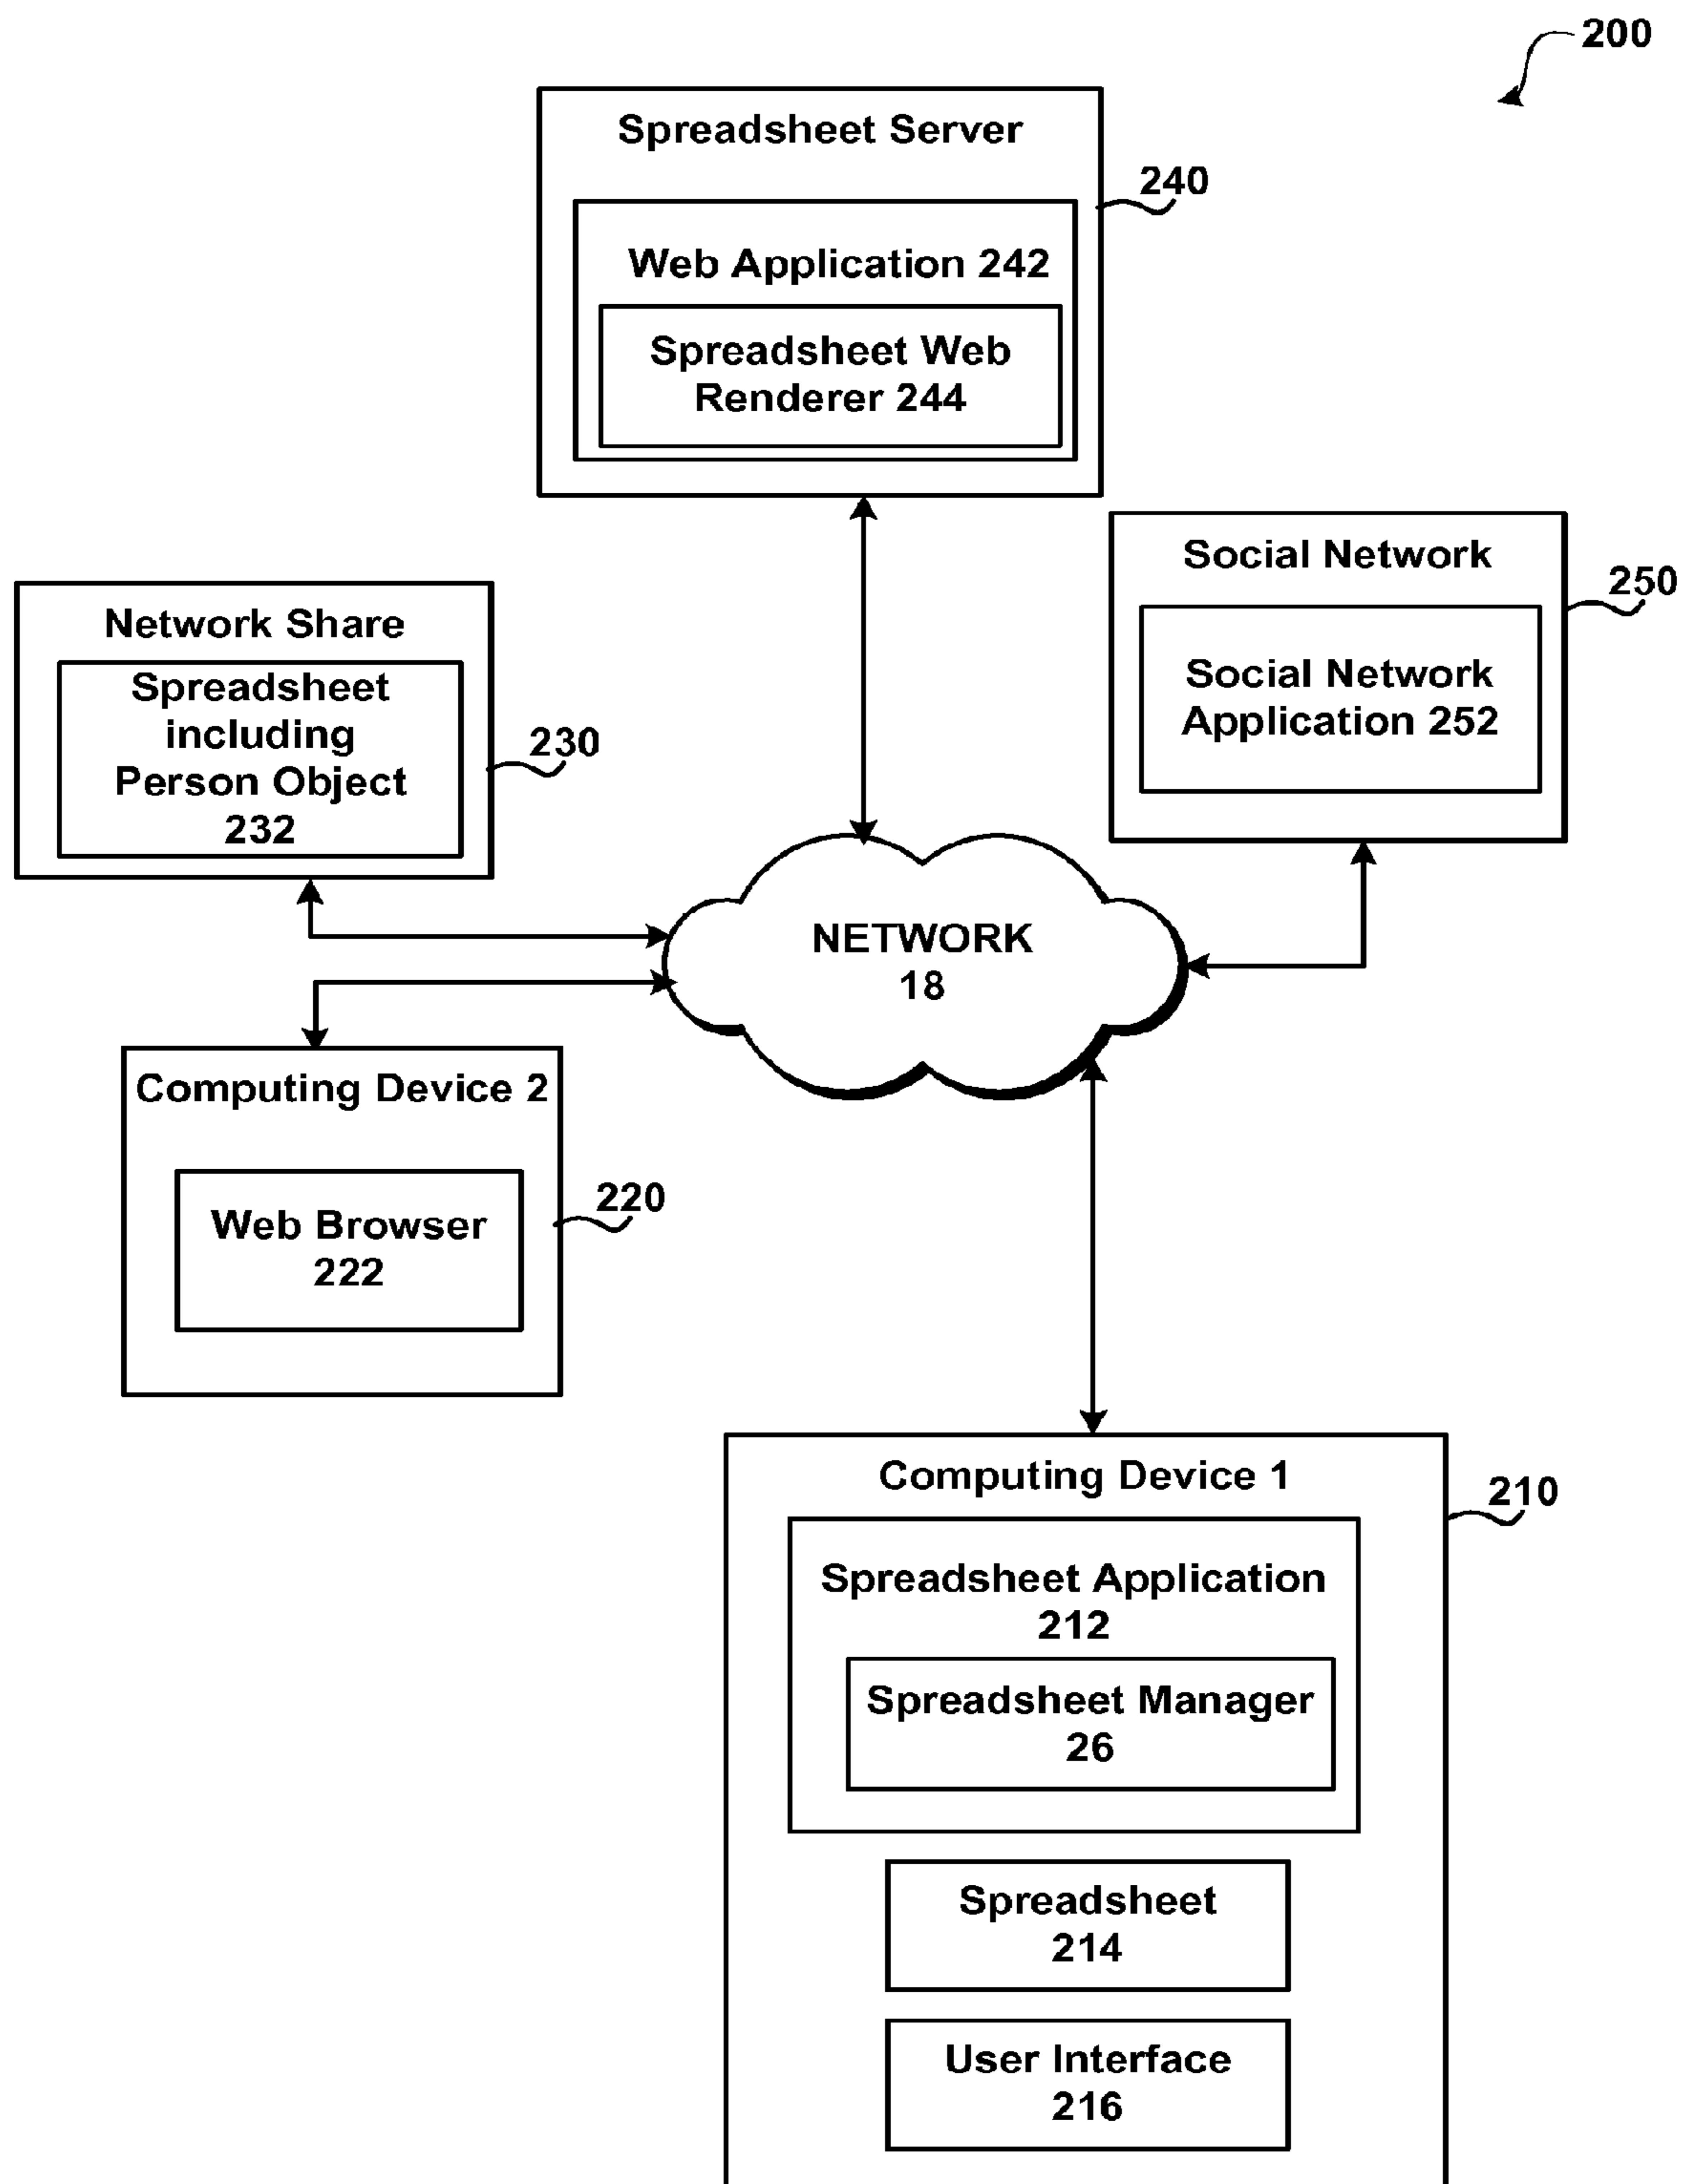 200
Spreadsheet Server
240
Web Application 242
Spreadsheet Web
Renderer 244
Social Network
250
Social Network
Application 252
Network Share
Spreadsheet
including
Person Object
232
230
NETWORK
18
Computing Device 2
220
Web Browser
222
Computing Device 1
210
Spreadsheet Application
212
Spreadsheet Manager
26
Spreadsheet
214
User Interface
216